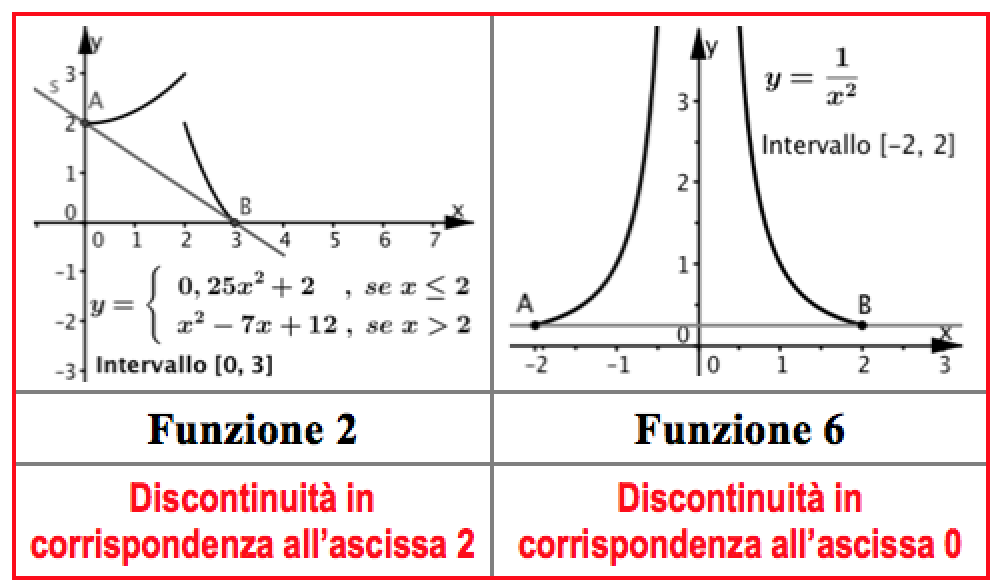 y
3
s
A
2
1
0
B
x
0 1 2 3 4 5 6 7
-1
y = { 0, 25x² + 2 , se x ≤ 2
-2
x² − 7x + 12 , se x > 2
-3
Intervallo [0, 3]
y
y = 1/x²
3
Intervallo [-2, 2]
2
1
A
B
0
x
-2 -1 0 1 2 3
Funzione 2
Funzione 6
Discontinuità in
corrispondenza all'ascissa 2
Discontinuità in
corrispondenza all'ascissa 0